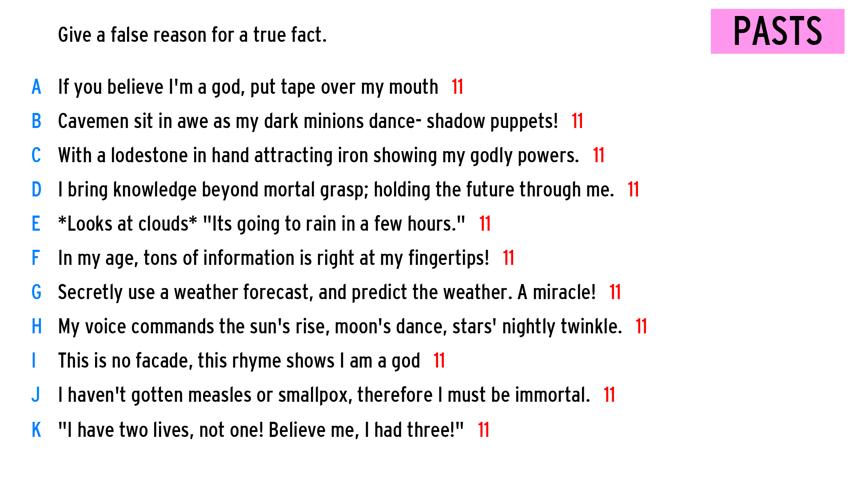 Give a false reason for a true fact.
PASTS
A If you believe I'm a god, put tape over my mouth 11
B Cavemen sit in awe as my dark minions dance- shadow puppets! 11
C With a lodestone in hand attracting iron showing my godly powers. 11
D I bring knowledge beyond mortal grasp; holding the future through me. 11
E *Looks at clouds* "Its going to rain in a few hours." 11
F In my age, tons of information is right at my fingertips! 11
G Secretly use a weather forecast, and predict the weather. A miracle! 11
H My voice commands the sun's rise, moon's dance, stars' nightly twinkle. 11
I This is no facade, this rhyme shows I am a god 11
J I haven't gotten measles or smallpox, therefore I must be immortal. 11
K "I have two lives, not one! Believe me, I had three!" 11